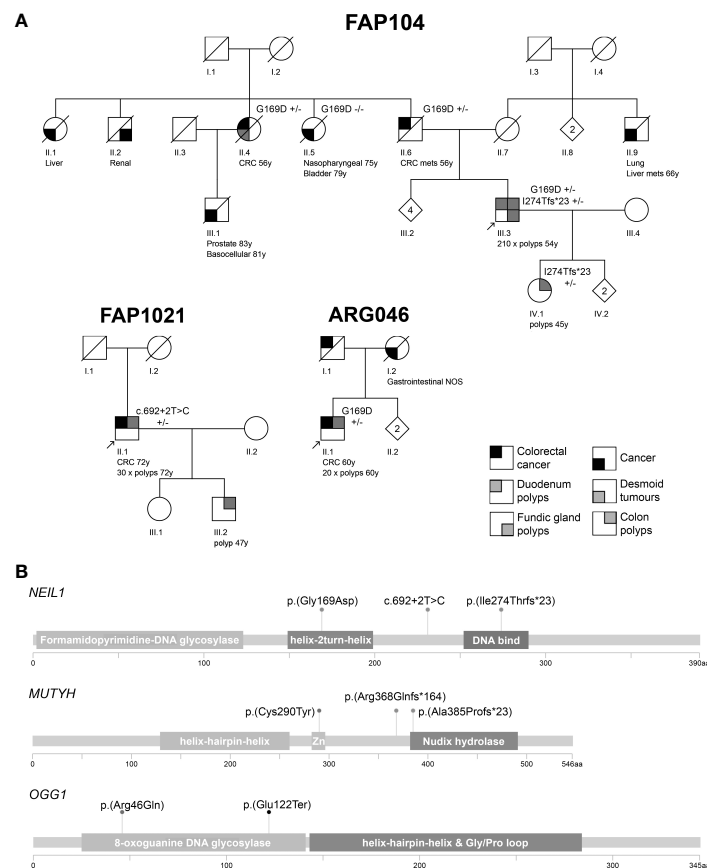 A
FAP104
I.1
I.2
I.3
I.4
G169D +/-
G169D -/-
G169D +/-
2
II.1
Liver
II.2
Renal
II.3
II.4
CRC 56y
II.5
Nasopharyngeal 75y
Bladder 79y
II.6
CRC mets 56y
II.7
II.8
II.9
Lung
Liver mets 66y
G169D +/-
I274Tfs*23 +/-
4
III.1
Prostate 83y
Basocellular 81y
III.2
III.3
210 x polyps 54y
III.4
I274Tfs*23
+/-
2
IV.1
polyps 45y
IV.2
FAP1021
I.1
I.2
c.692+2T>C
+/-
II.1
CRC 72y
30 x polyps 72y
II.2
III.1
III.2
polyp 47y
ARG046
I.1
I.2
Gastrointestinal NOS
G169D
+/-
2
II.1
CRC 60y
20 x polyps 60y
II.2
Colorectal
cancer
Cancer
Duodenum
polyps
Desmoid
tumours
Fundic gland
polyps
Colon
polyps
B
NEIL1
p.(Gly169Asp)
c.692+2T>C
p.(Ile274Thrfs*23)
Formamidopyrimidine-DNA glycosylase
helix-2turn-helix
DNA bind
0
100
200
300
390aa
MUTYH
p.(Arg368Glnfs*164)
p.(Cys290Tyr)
p.(Ala385Profs*23)
helix-hairpin-helix
Zn
Nudix hydrolase
0
100
200
300
400
500
546aa
OGG1
p.(Arg46Gln)
p.(Glu122Ter)
8-oxoguanine DNA glycosylase
helix-hairpin-helix & Gly/Pro loop
0
100
200
300
345aa